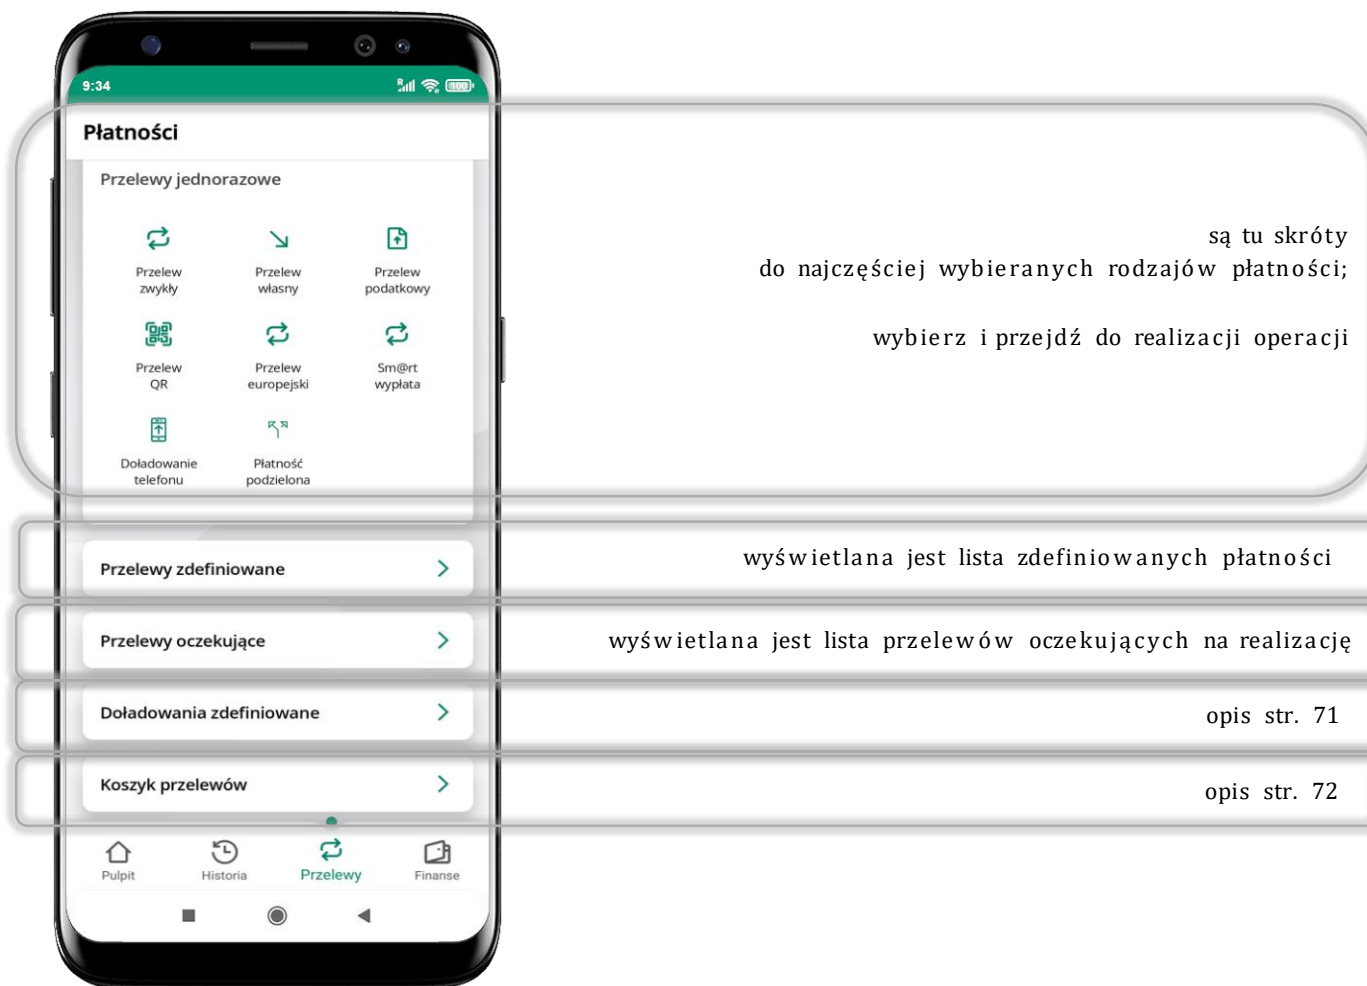 9:34
R
100
Płatności
Przelewy jednorazowe
Przelew zwykły
Przelew własny
Przelew podatkowy
Przelew QR
Przelew europejski
Sm@rt wypłata
Doładowanie telefonu
Płatność podzielona
są tu skróty
do najczęściej wybieranych rodzajów płatności;
wybierz i przejdź do realizacji operacji
Przelewy zdefiniowane
wyświetlana jest lista zdefiniowanych płatności
Przelewy oczekujące
wyświetlana jest lista przelewów oczekujących na realizację
Doładowania zdefiniowane
opis str. 71
Koszyk przelewów
opis str. 72
Pulpit
Historia
Przelewy
Finanse